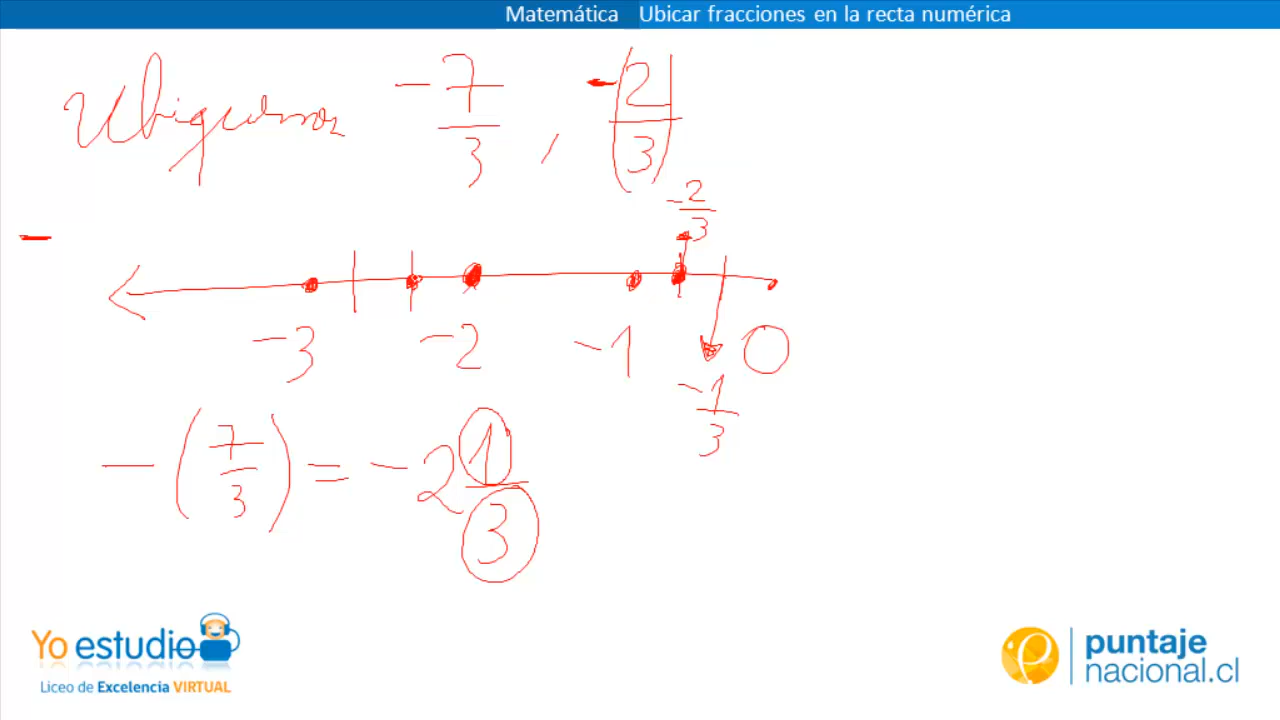 Matemática Ubicar fracciones en la recta numérica
Ubiquemos -7/3 , -(2/3)
-2/3
-
-3 -2 -1 0
-1/3
-(7/3) = -2 1/3
Yo estudio
Liceo de Excelencia VIRTUAL
puntaje
nacional.cl